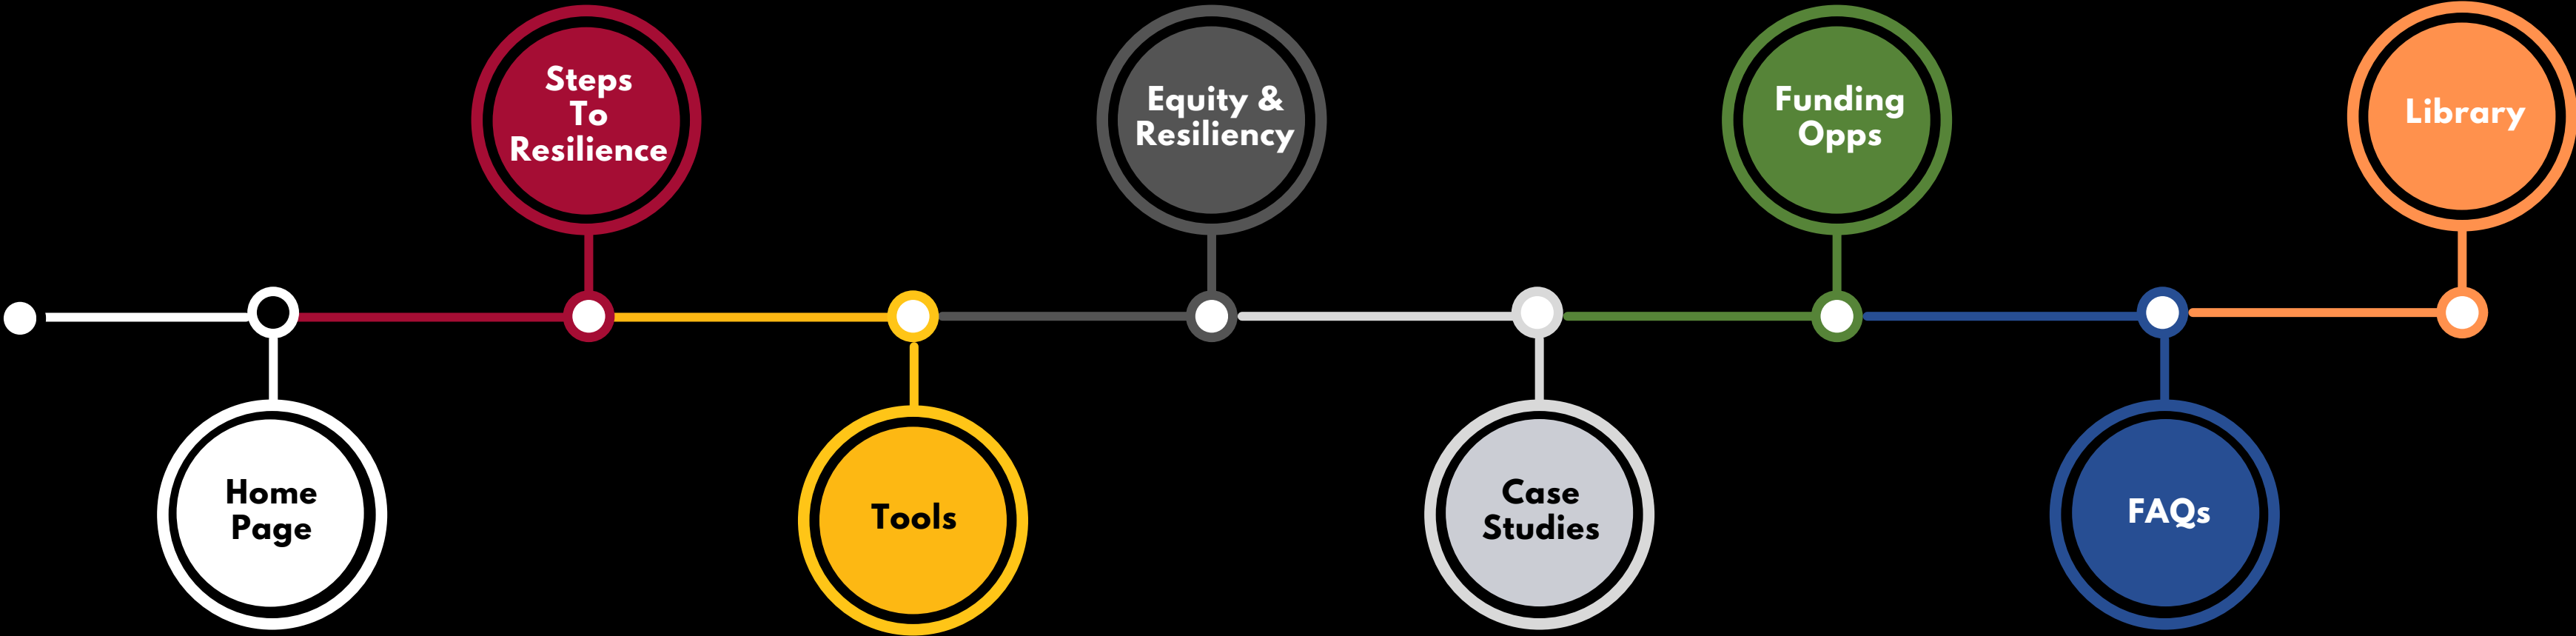 Home
Page
Steps
To
Resilience
Tools
Equity &
Resiliency
Case
Studies
Funding
Opps
FAQs
Library